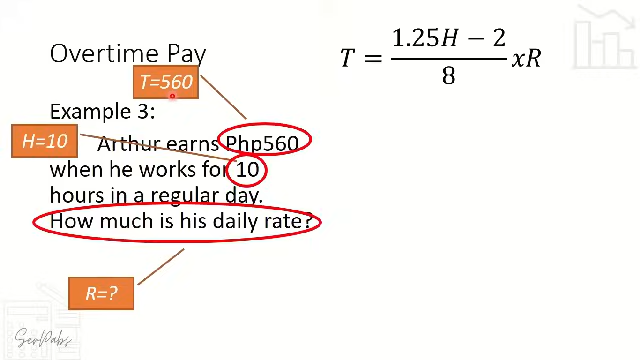 Overtime Pay
T = (1.25H − 2)/8 xR
T=560
Example 3:
H=10
Arthur earns Php560
when he works for 10
hours in a regular day.
How much is his daily rate?
R=?
SerPabs